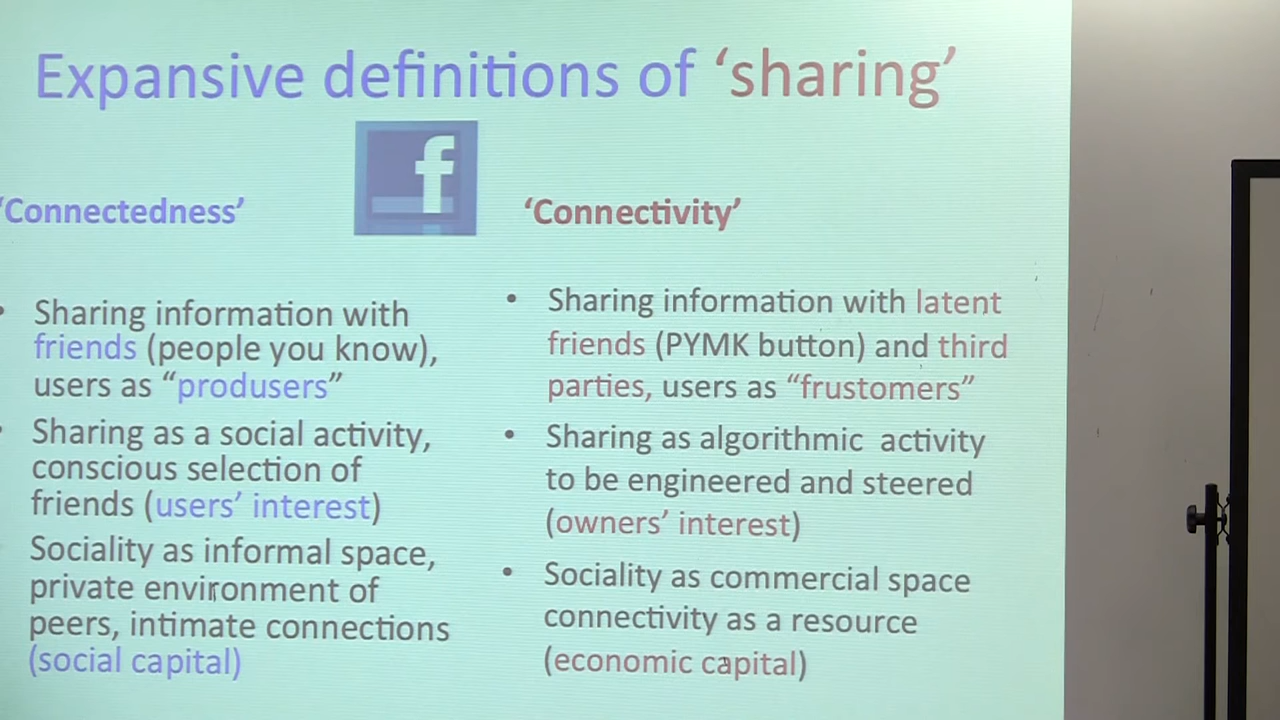 Expansive definitions of ‘sharing’
f
‘Connectedness’
‘Connectivity’
• Sharing information with
friends (people you know),
users as “produsers”
• Sharing as a social activity,
conscious selection of
friends (users’ interest)
Sociality as informal space,
private environment of
peers, intimate connections
(social capital)
• Sharing information with latent
friends (PYMK button) and third
parties, users as “frustomers”
• Sharing as algorithmic activity
to be engineered and steered
(owners’ interest)
• Sociality as commercial space
connectivity as a resource
(economic capital)